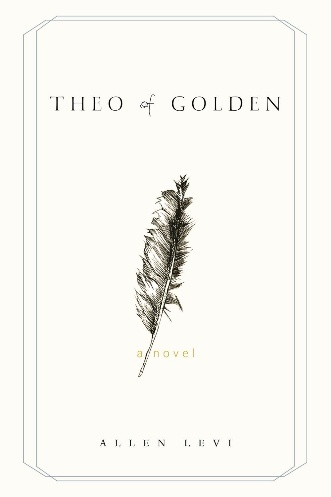 THEO of GOLDEN
a novel
ALLEN LEVI